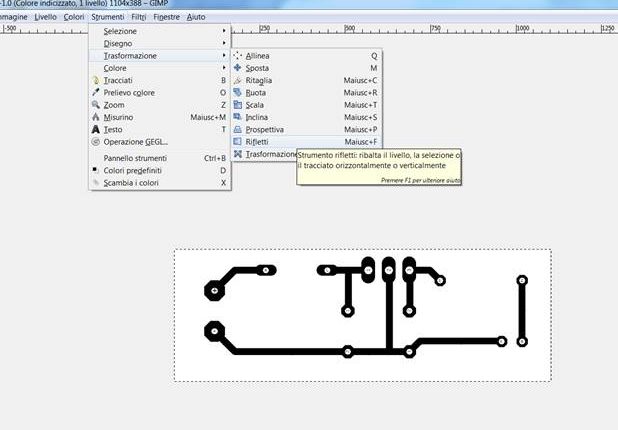 -1.0 (Colore indicizzato, 1 livello) 1104x388 – GIMP
mmagine Livello Colori Strumenti Filtri Finestre Aiuto
-500 250 500 750 1000 1250
Selezione
Disegno
Trasformazione
Colore
Tracciati B
Prelievo colore O
Zoom Z
Misurino Maiusc+M
Testo T
Operazione GEGL...
Pannello strumenti Ctrl+B
Colori predefiniti D
Scambia i colori X
Allinea Q
Sposta M
Ritaglia Maiusc+C
Ruota Maiusc+R
Scala Maiusc+T
Inclina Maiusc+S
Prospettiva Maiusc+P
Rifletti Maiusc+F
Trasformazione
Strumento rifletti: ribalta il livello, la selezione o
il tracciato orizzontalmente o verticalmente
Premere F1 per ulteriore aiuto